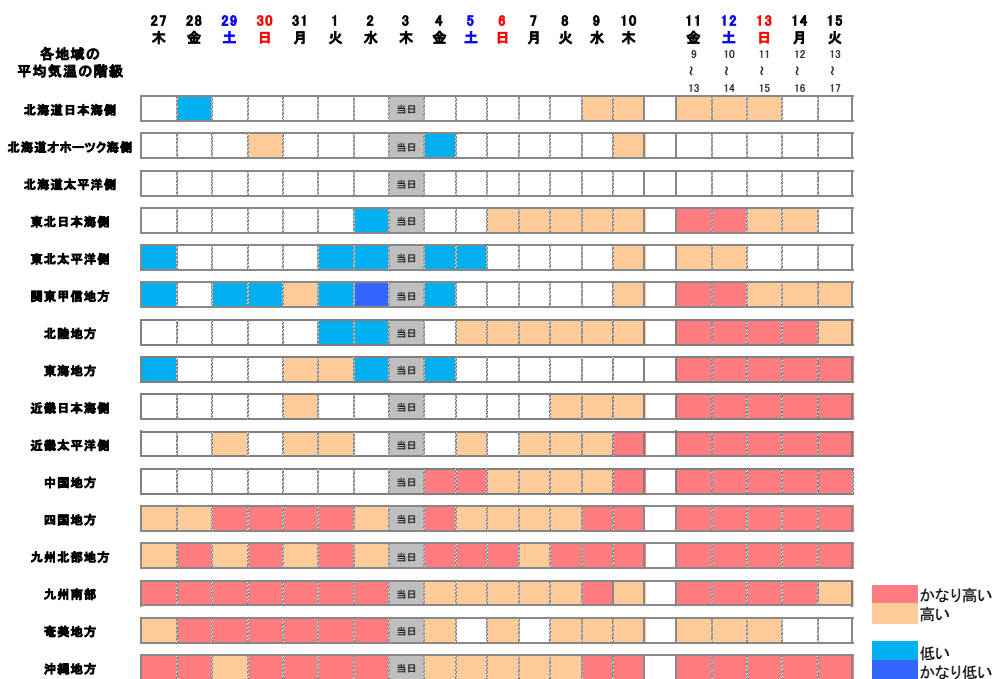 27 28 29 30 31 1 2 3 4 5 6 7 8 9 10 11 12 13 14 15
木 金 土 日 月 火 水 木 金 土 日 月 火 水 木 金 土 日 月 火
各地域の
平均気温の階級
9 10 11 12 13
～ ～ ～ ～ ～
13 14 15 16 17
北海道日本海側 当日
北海道オホーツク海側 当日
北海道太平洋側 当日
東北日本海側 当日
東北太平洋側 当日
関東甲信地方 当日
北陸地方 当日
東海地方 当日
近畿日本海側 当日
近畿太平洋側 当日
中国地方 当日
四国地方 当日
九州北部地方 当日
九州南部 当日
奄美地方 当日
沖縄地方 当日
かなり高い
高い
低い
かなり低い